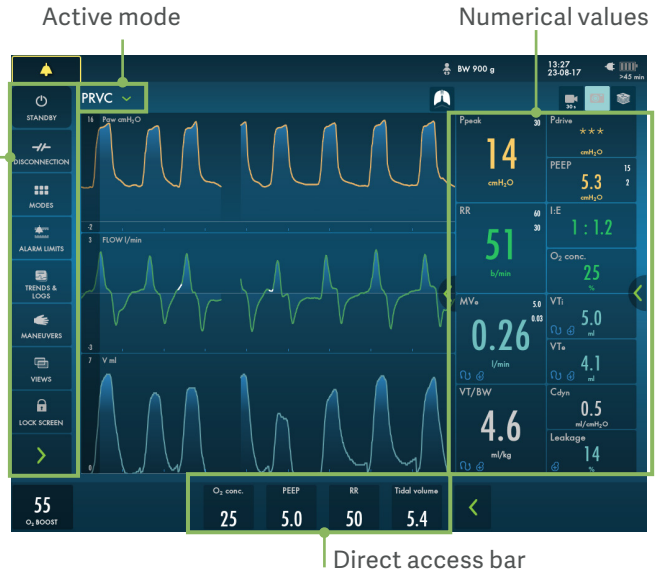 Active mode
Numerical values
BW 900 g
13:27
23-08-17
>45 min
STANDBY
DISCONNECTION
MODES
ALARM LIMITS
TRENDS &
LOGS
MANEUVERS
VIEWS
LOCK SCREEN
PRVC
30 s
16 Paw cmH₂O
-2
3 FLOW l/min
-3
7 V ml
0
Ppeak 30
14
cmH₂O
Pdrive
***
cmH₂O
PEEP 15
5.3 2
cmH₂O
RR 60
30
51
b/min
I:E
1 : 1.2
O₂ conc.
25
%
MVe 5.0
0.03
0.26
l/min
VTi
5.0
ml
VTe
4.1
ml
VT/BW
4.6
ml/kg
Cdyn
0.5
ml/cmH₂O
Leakage
14
%
55
O₂ BOOST
O₂ conc. PEEP RR Tidal volume
25 5.0 50 5.4
Direct access bar